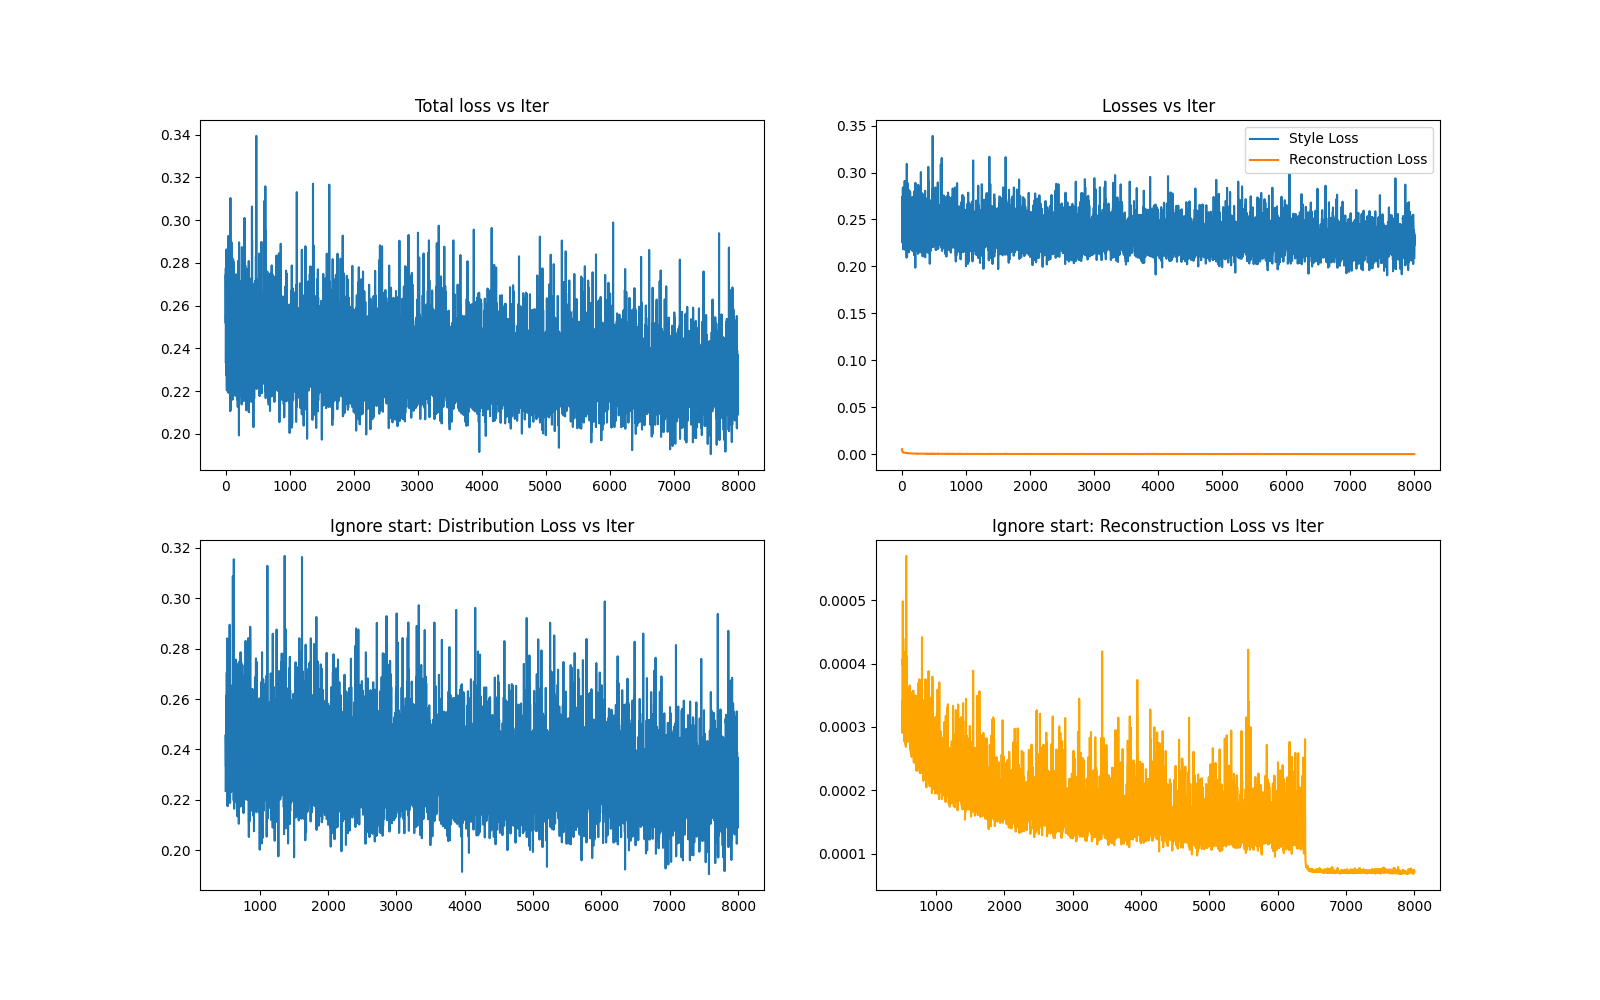 Total loss vs Iter
0.34
0.32
0.30
0.28
0.26
0.24
0.22
0.20
0 1000 2000 3000 4000 5000 6000 7000 8000
Losses vs Iter
0.35
0.30
0.25
0.20
0.15
0.10
0.05
0.00
Style Loss
Reconstruction Loss
0 1000 2000 3000 4000 5000 6000 7000 8000
Ignore start: Distribution Loss vs Iter
0.32
0.30
0.28
0.26
0.24
0.22
0.20
1000 2000 3000 4000 5000 6000 7000 8000
Ignore start: Reconstruction Loss vs Iter
0.0005
0.0004
0.0003
0.0002
0.0001
1000 2000 3000 4000 5000 6000 7000 8000